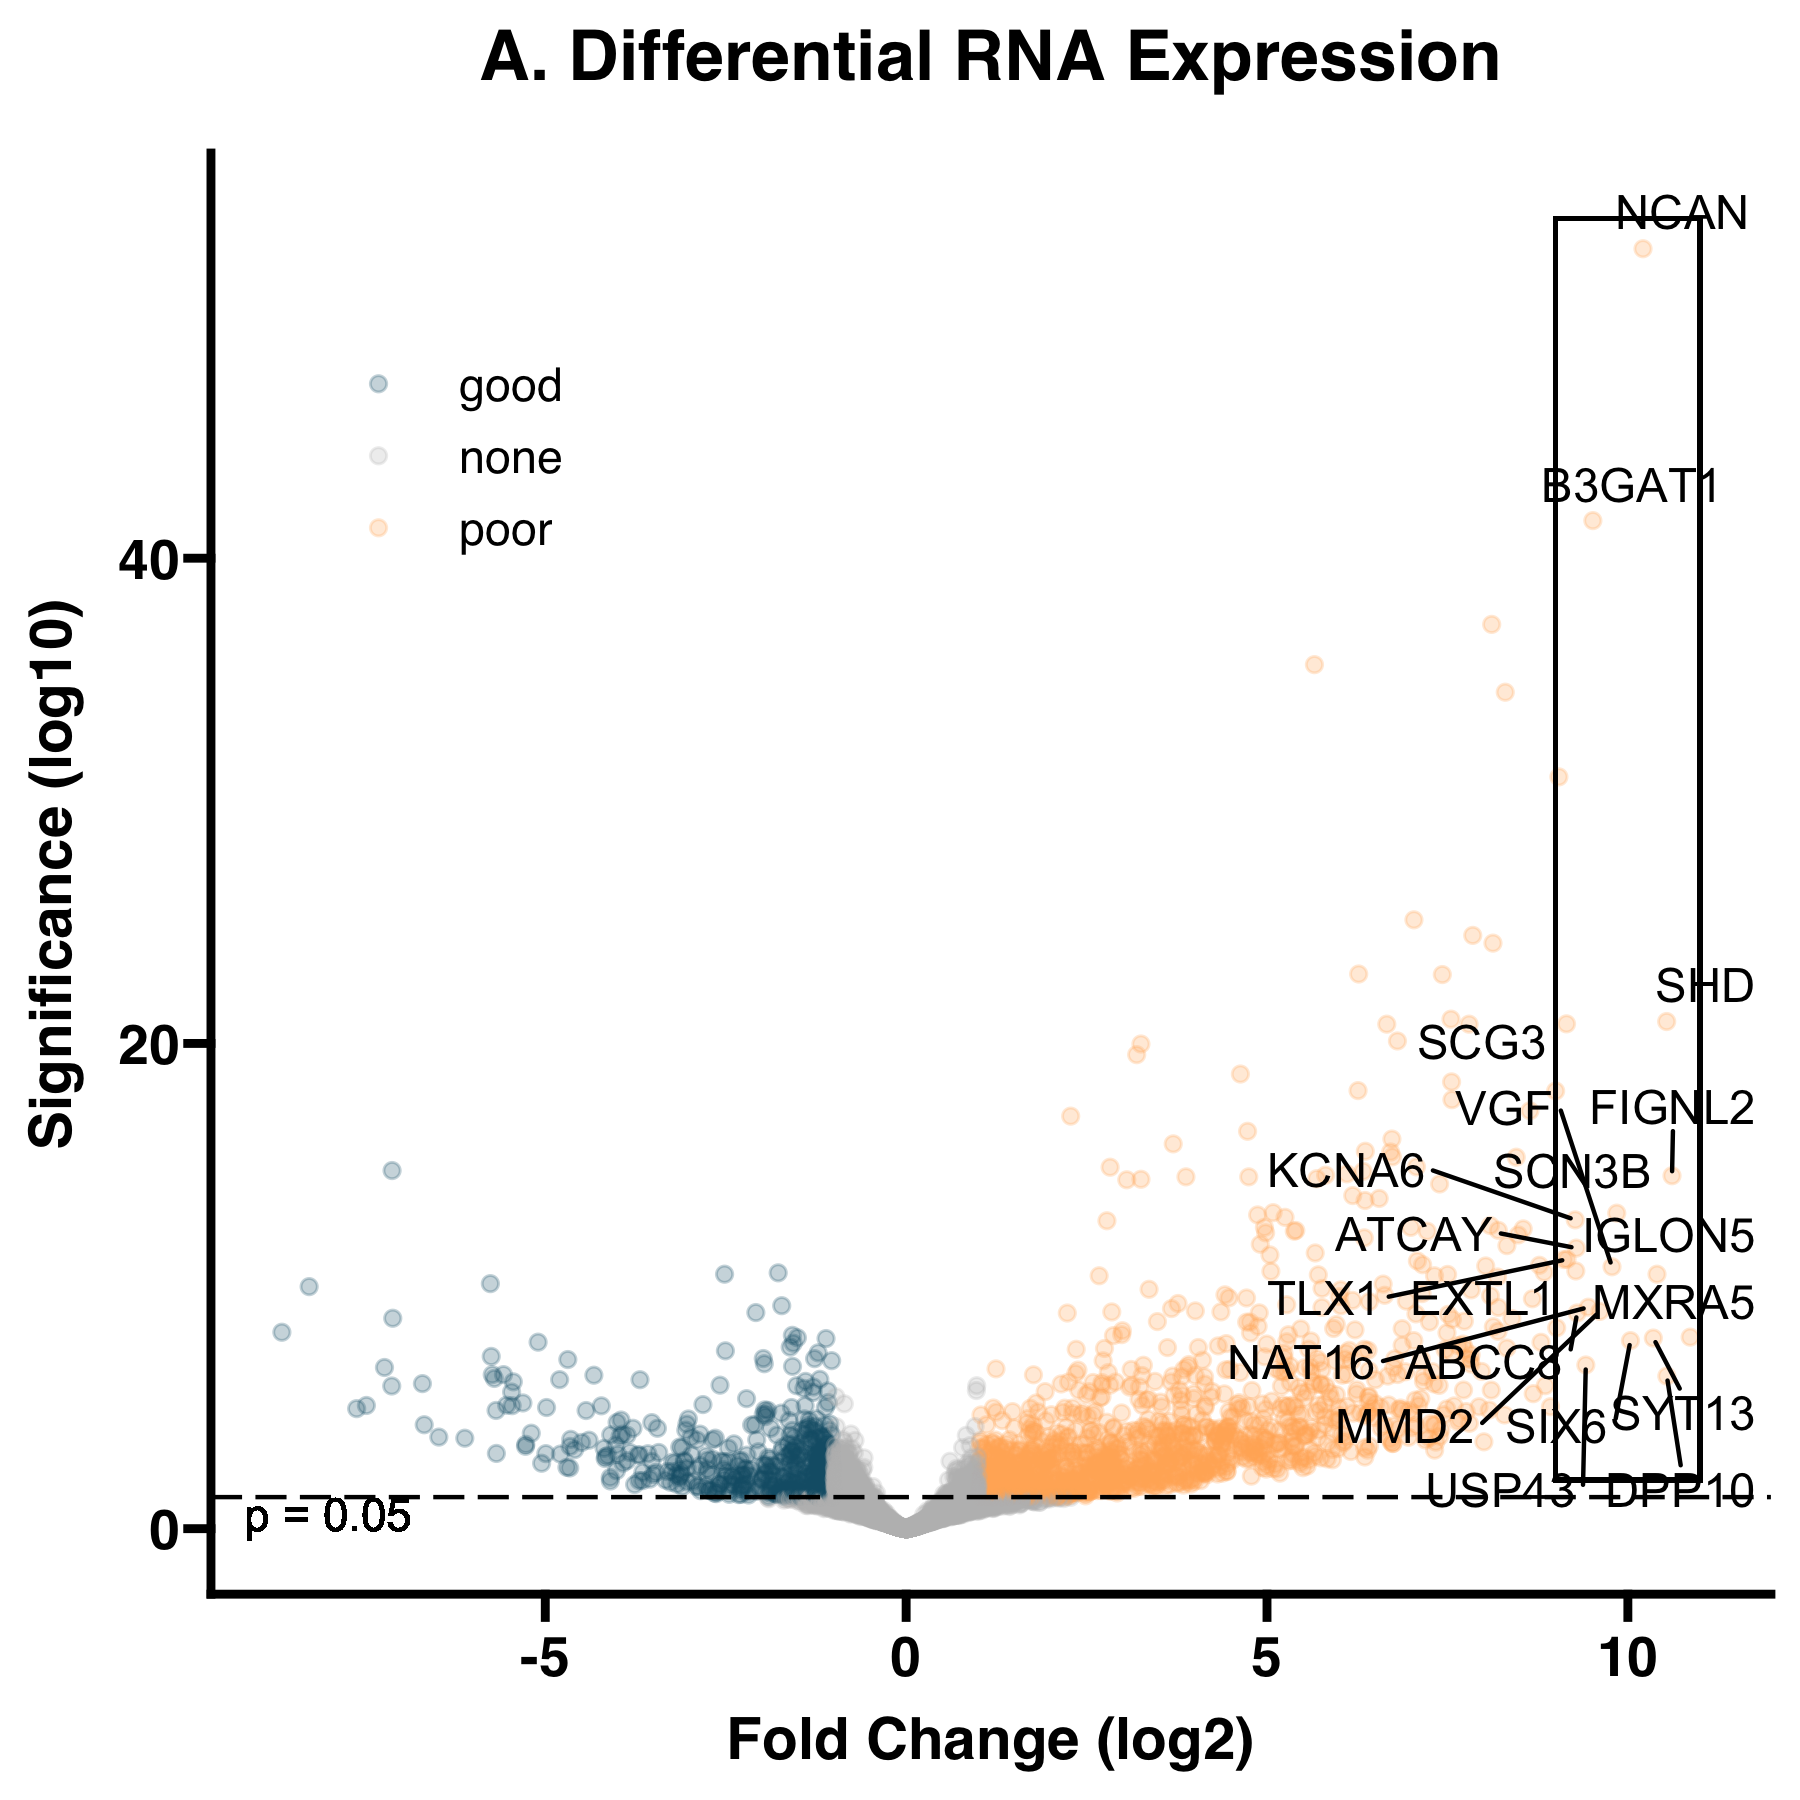 A. Differential RNA Expression
NCAN
good
none
poor
B3GAT1
40
Significance (log10)
SHD
20
SCG3
VGF
FIGNL2
KCNA6
SCN3B
ATCAY
IGLON5
TLX1
EXTL1
MXRA5
NAT16
ABCC8
MMD2
SIX6
SYT13
USP43
DPP10
p = 0.05
0
-5
0
5
10
Fold Change (log2)